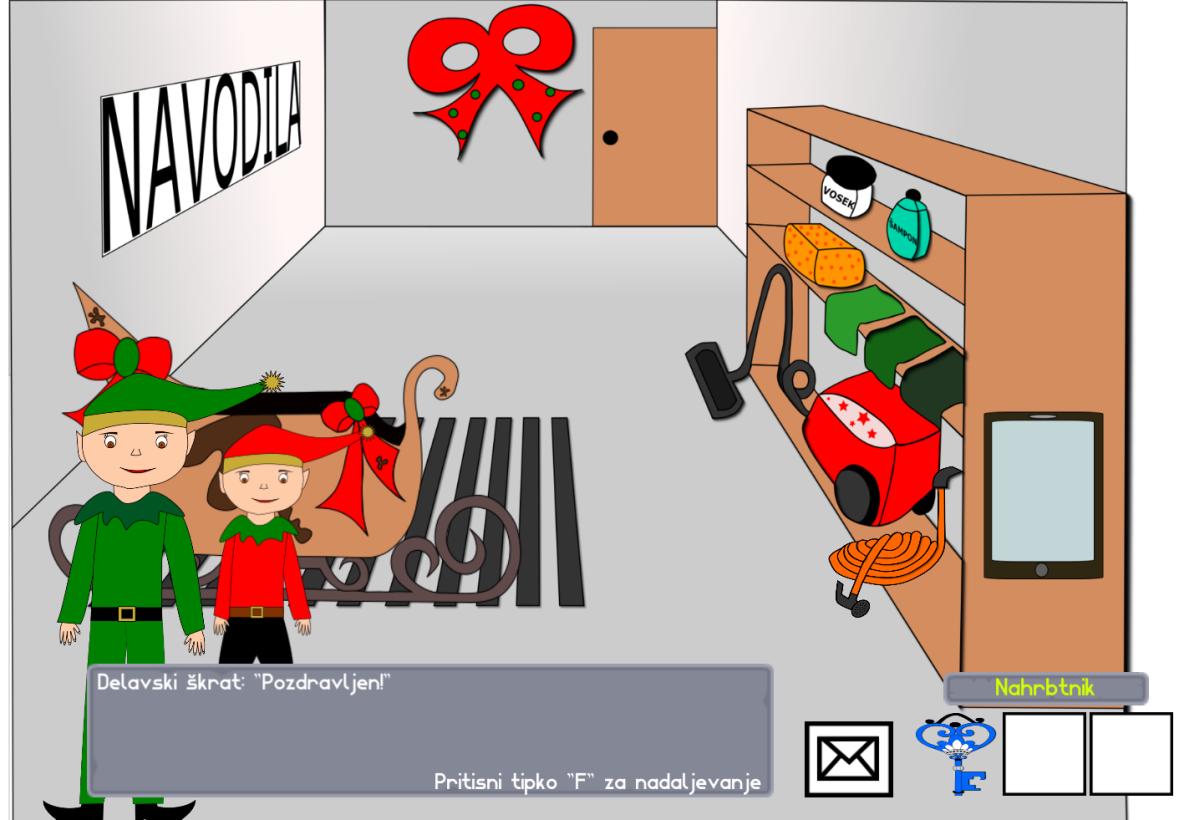 NAVODILA
VOSEK
ŠAMPON
Delavski škrat: "Pozdravljen!"
Pritisni tipko "F" za nadaljevanje
Nahrbtnik